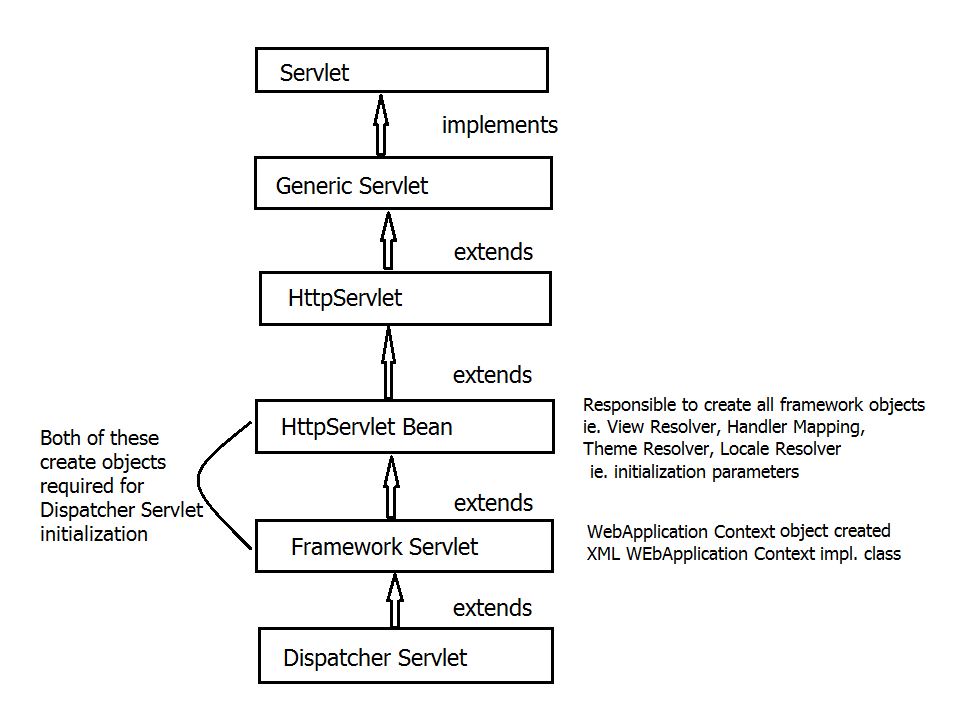 Servlet
implements
Generic Servlet
extends
HttpServlet
extends
HttpServlet Bean
Responsible to create all framework objects
ie. View Resolver, Handler Mapping,
Theme Resolver, Locale Resolver
ie. initialization parameters
Both of these
create objects
required for
Dispatcher Servlet
initialization
extends
Framework Servlet
WebApplication Context object created
XML WEbApplication Context impl. class
extends
Dispatcher Servlet